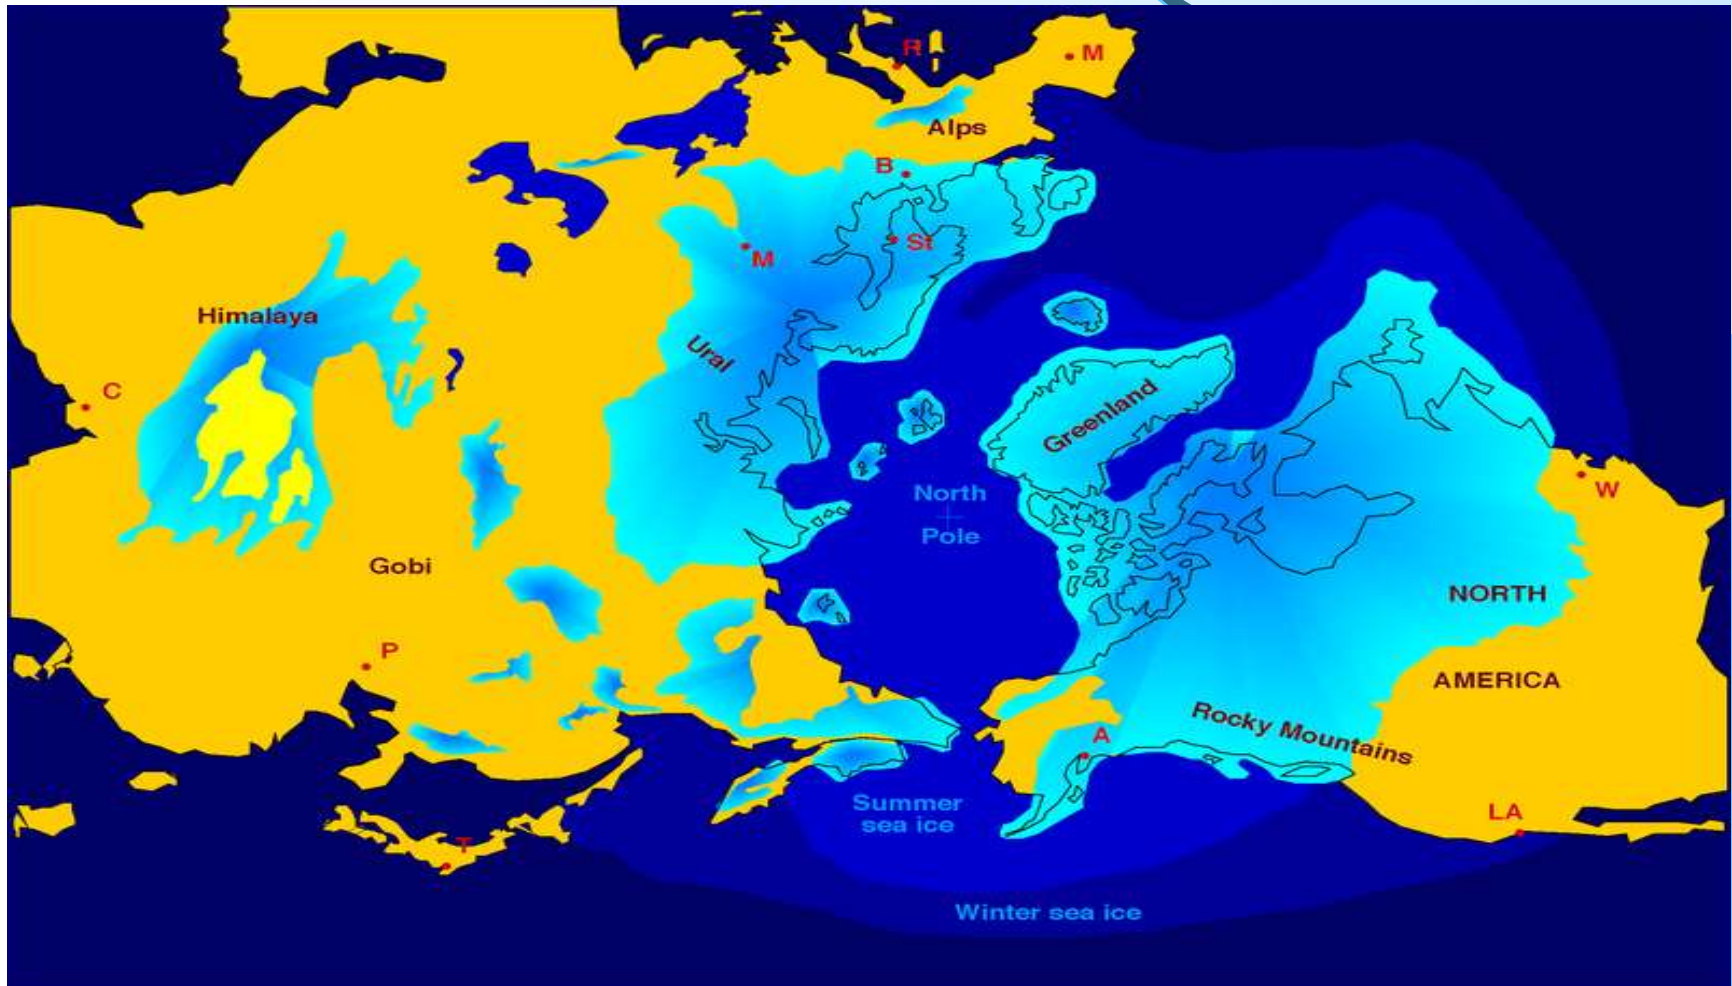 R
M
Alps
B
St
M
Himalaya
Ural
C
Greenland
North
Pole
W
Gobi
NORTH
P
AMERICA
Rocky Mountains
A
Summer
sea ice
LA
T
Winter sea ice